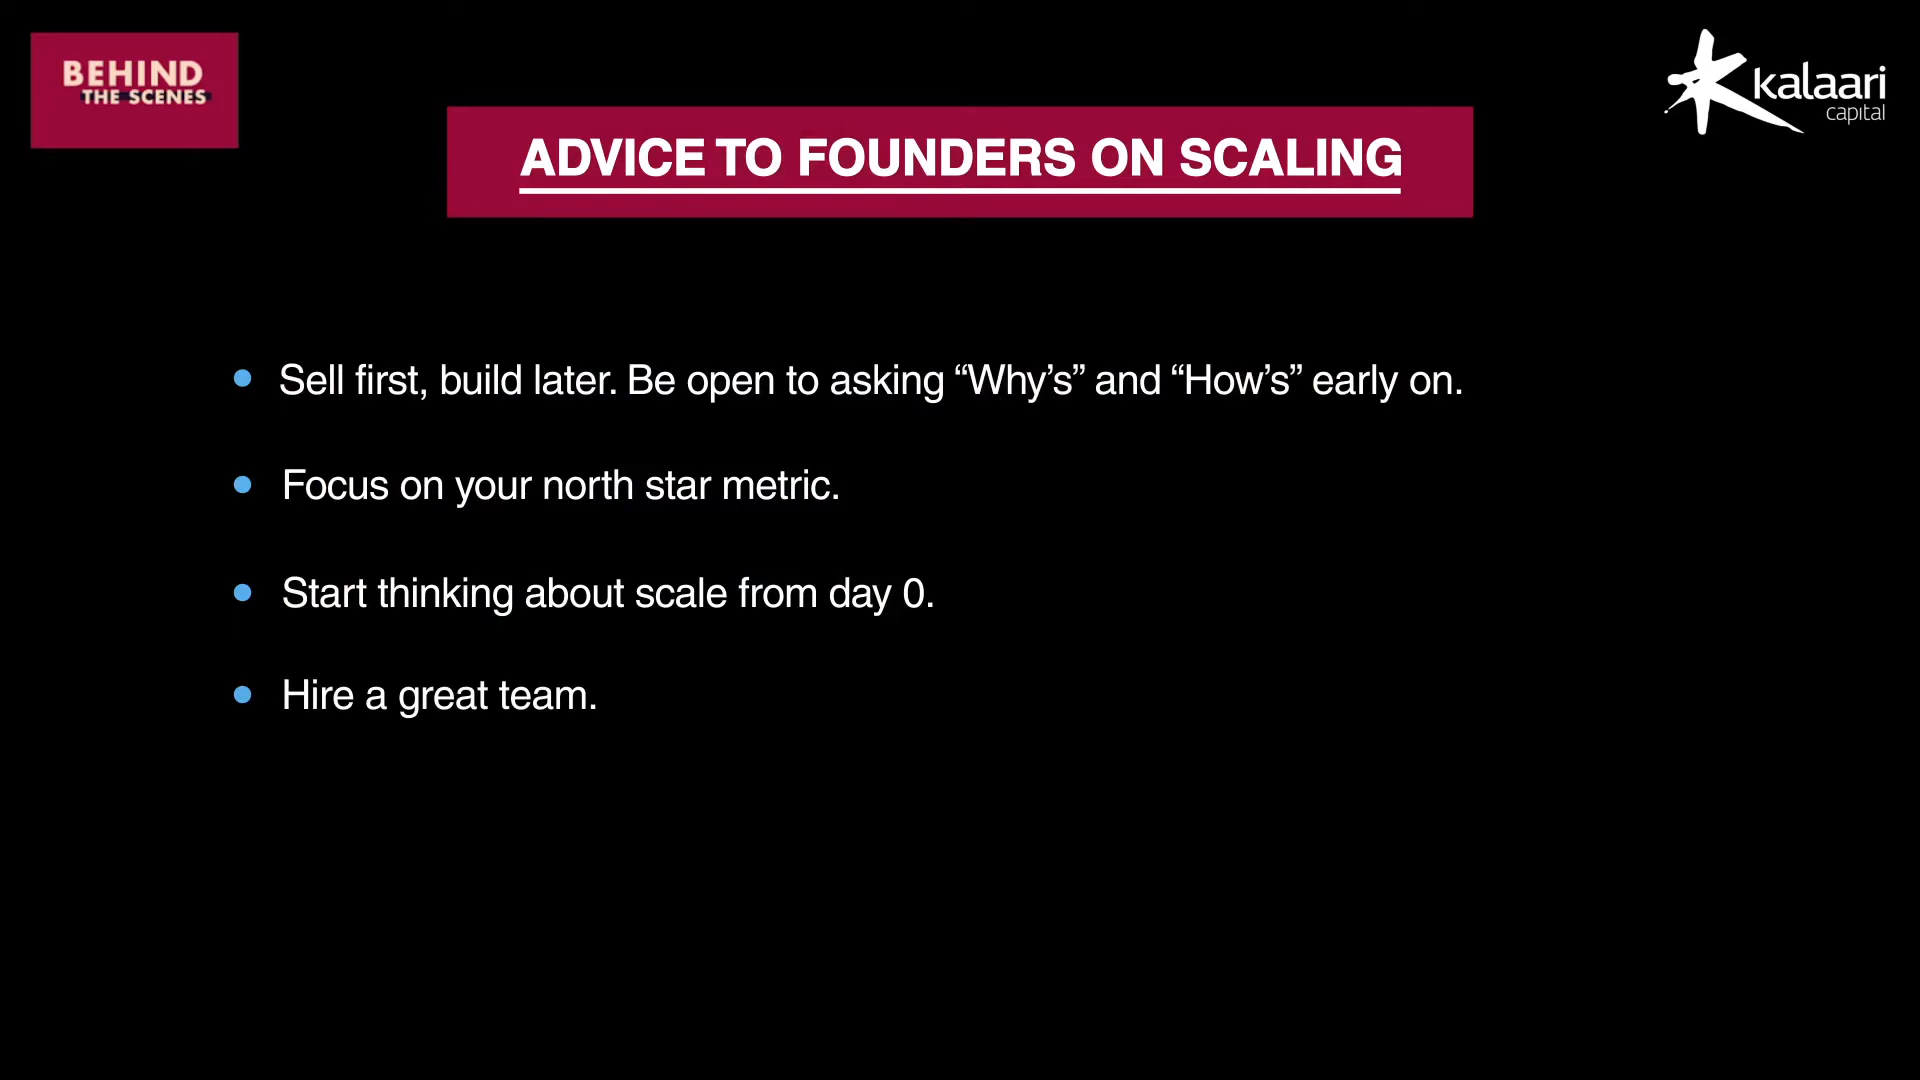 BEHIND
THE SCENES
kalaari
capital
ADVICE TO FOUNDERS ON SCALING
• Sell first, build later. Be open to asking “Why’s” and “How’s” early on.
• Focus on your north star metric.
• Start thinking about scale from day 0.
• Hire a great team.